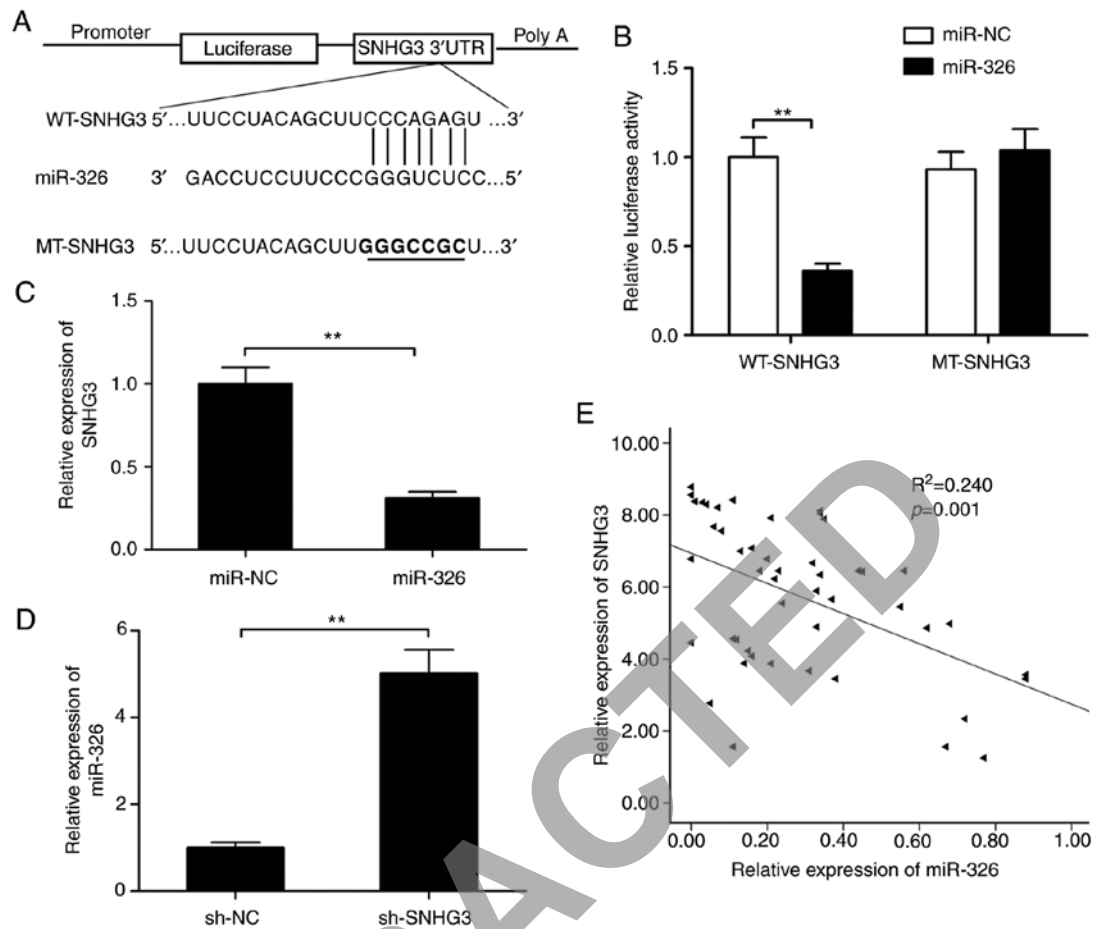 A
Promoter
Luciferase
SNHG3 3′UTR
Poly A
WT-SNHG3 5′...UUCCUACAGCUUCCCAGAGU ...3′
miR-326 3′ GACCUCCUUCCCGGGUCUCC...5′
MT-SNHG3 5′...UUCCUACAGCUUGGGCCGCU...3′
B
miR-NC
miR-326
Relative luciferase activity
1.5
1.0
0.5
0.0
**
WT-SNHG3
MT-SNHG3
C
Relative expression of
SNHG3
1.5
1.0
0.5
0.0
**
miR-NC
miR-326
D
Relative expression of
miR-326
6
4
2
0
**
sh-NC
sh-SNHG3
E
Relative expression of SNHG3
10.00
8.00
6.00
4.00
2.00
0.00
R²=0.240
p=0.001
0.00 0.20 0.40 0.60 0.80 1.00
Relative expression of miR-326
ACTED